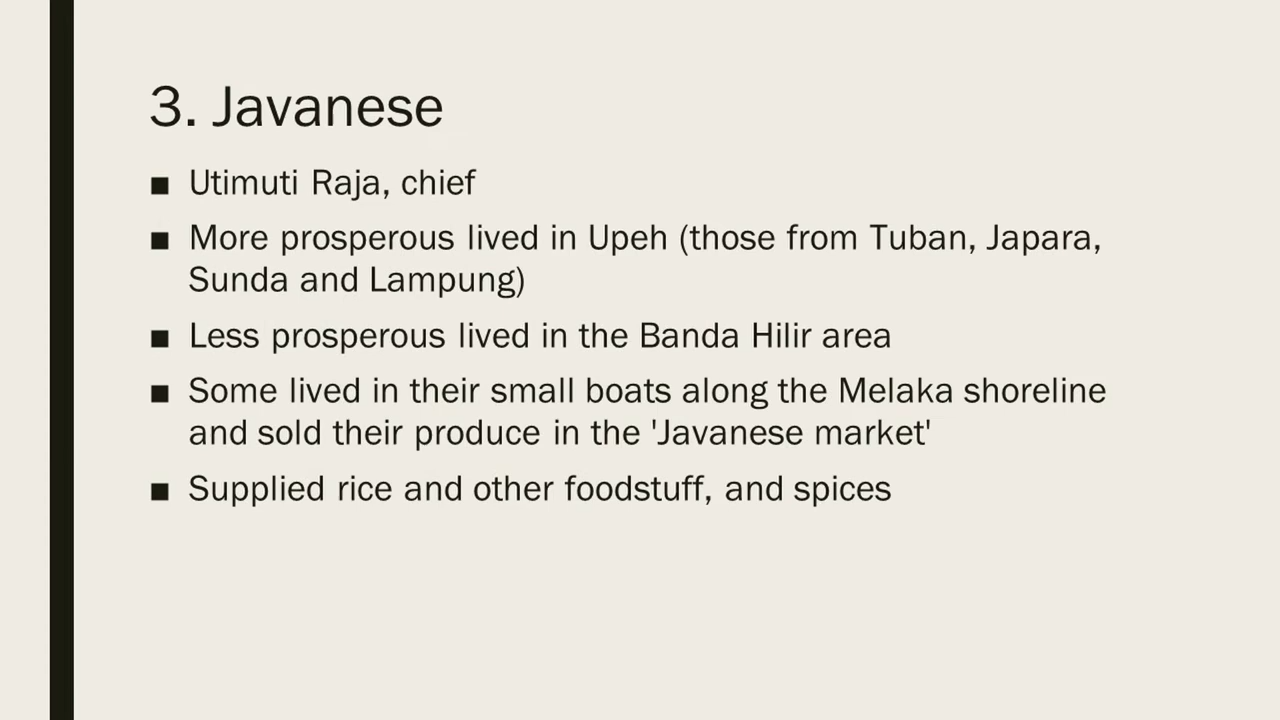 3. Javanese
■ Utimuti Raja, chief
■ More prosperous lived in Upeh (those from Tuban, Japara,
Sunda and Lampung)
■ Less prosperous lived in the Banda Hilir area
■ Some lived in their small boats along the Melaka shoreline
and sold their produce in the 'Javanese market'
■ Supplied rice and other foodstuff, and spices